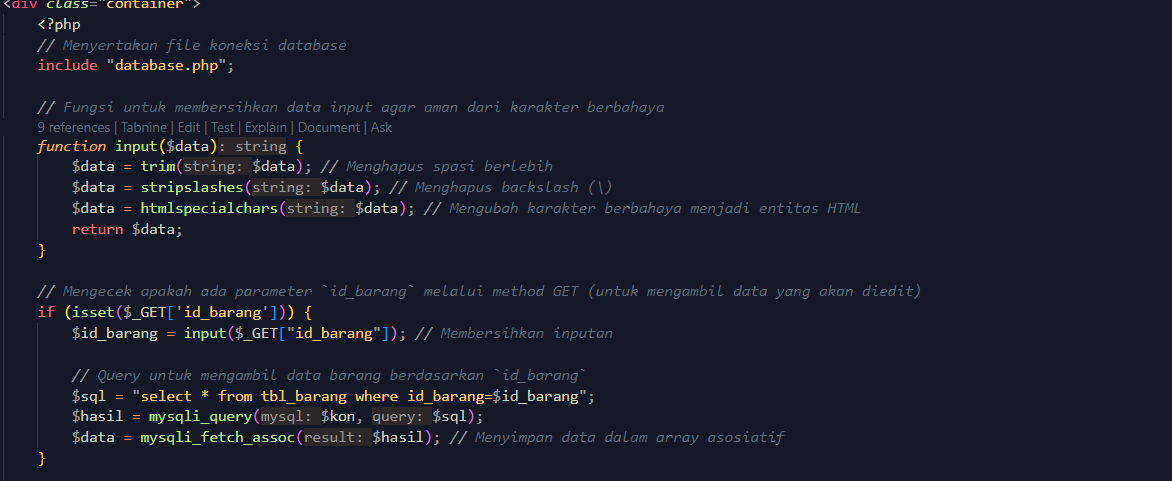 <div class="container">
<?php
// Menyertakan file koneksi database
include "database.php";
// Fungsi untuk membersihkan data input agar aman dari karakter berbahaya
9 references | Tabnine | Edit | Test | Explain | Document | Ask
function input($data): string {
$data = trim(string: $data); // Menghapus spasi berlebih
$data = stripslashes(string: $data); // Menghapus backslash (\)
$data = htmlspecialchars(string: $data); // Mengubah karakter berbahaya menjadi entitas HTML
return $data;
}
// Mengecek apakah ada parameter `id_barang` melalui method GET (untuk mengambil data yang akan diedit)
if (isset($_GET['id_barang'])) {
$id_barang = input($_GET["id_barang"]); // Membersihkan inputan
// Query untuk mengambil data barang berdasarkan `id_barang`
$sql = "select * from tbl_barang where id_barang=$id_barang";
$hasil = mysqli_query(mysql: $kon, query: $sql);
$data = mysqli_fetch_assoc(result: $hasil); // Menyimpan data dalam array asosiatif
}